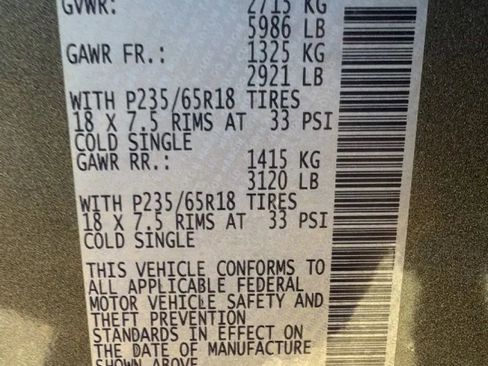 GVWR: 2715 KG
5986 LB
GAWR FR.: 1325 KG
2921 LB
WITH P235/65R18 TIRES
18 X 7.5 RIMS AT 33 PSI
COLD SINGLE
GAWR RR.: 1415 KG
3120 LB
WITH P235/65R18 TIRES
18 X 7.5 RIMS AT 33 PSI
COLD SINGLE
THIS VEHICLE CONFORMS TO
ALL APPLICABLE FEDERAL
MOTOR VEHICLE SAFETY AND
THEFT PREVENTION
STANDARDS IN EFFECT ON
THE DATE OF MANUFACTURE
SHOWN ABOVE